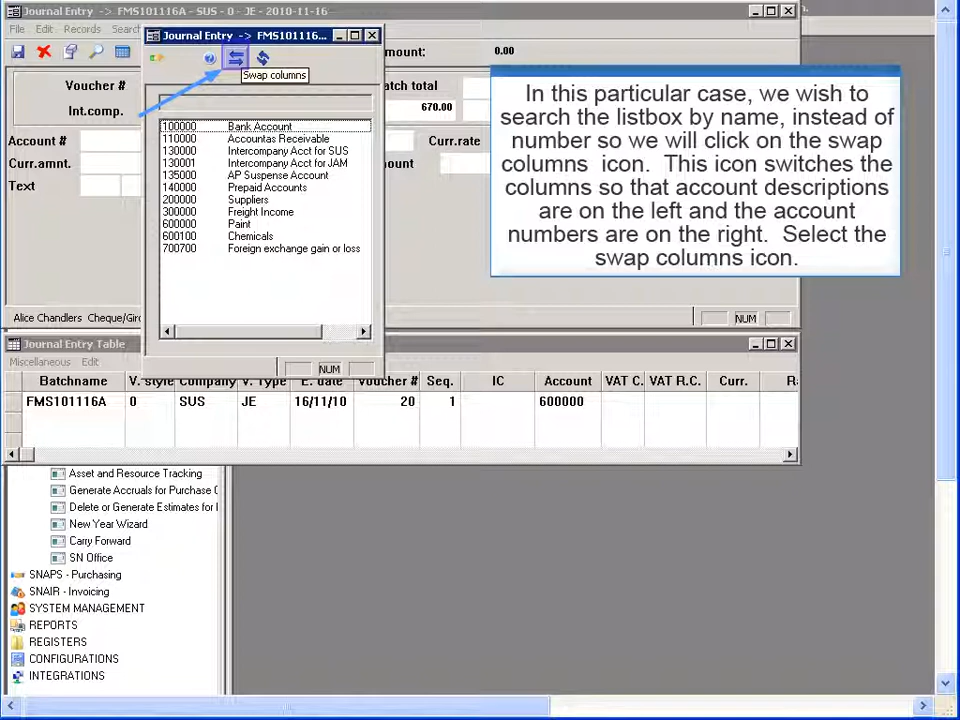 Journal Entry -> FMS101116A - SUS - 0 - JE - 2010-11-16
File Edit Records Search
Amount: 0.00
Voucher #
Int.comp.
Batch total
670.00
Account #
Curr.rate
Curr.amnt.
Amount
Text
Alice Chandlers Cheque/Giro
NUM
Journal Entry -> FMS101116...
Swap columns
100000 Bank Account
110000 Accountas Receivable
130000 Intercompany Acct for SUS
130001 Intercompany Acct for JAM
135000 AP Suspense Account
140000 Prepaid Accounts
200000 Suppliers
300000 Freight Income
600000 Paint
600100 Chemicals
700700 Foreign exchange gain or loss
NUM
In this particular case, we wish to
search the listbox by name, instead of
number so we will click on the swap
columns icon. This icon switches the
columns so that account descriptions
are on the left and the account
numbers are on the right. Select the
swap columns icon.
Journal Entry Table
Miscellaneous Edit
Batchname V. style Company V. Type E. date Voucher # Seq. IC Account VAT C. VAT R.C. Curr.
FMS101116A 0 SUS JE 16/11/10 20 1 600000
Asset and Resource Tracking
Generate Accruals for Purchase
Delete or Generate Estimates for
New Year Wizard
Carry Forward
SN Office
SNAPS - Purchasing
SNAIR - Invoicing
SYSTEM MANAGEMENT
REPORTS
REGISTERS
CONFIGURATIONS
INTEGRATIONS